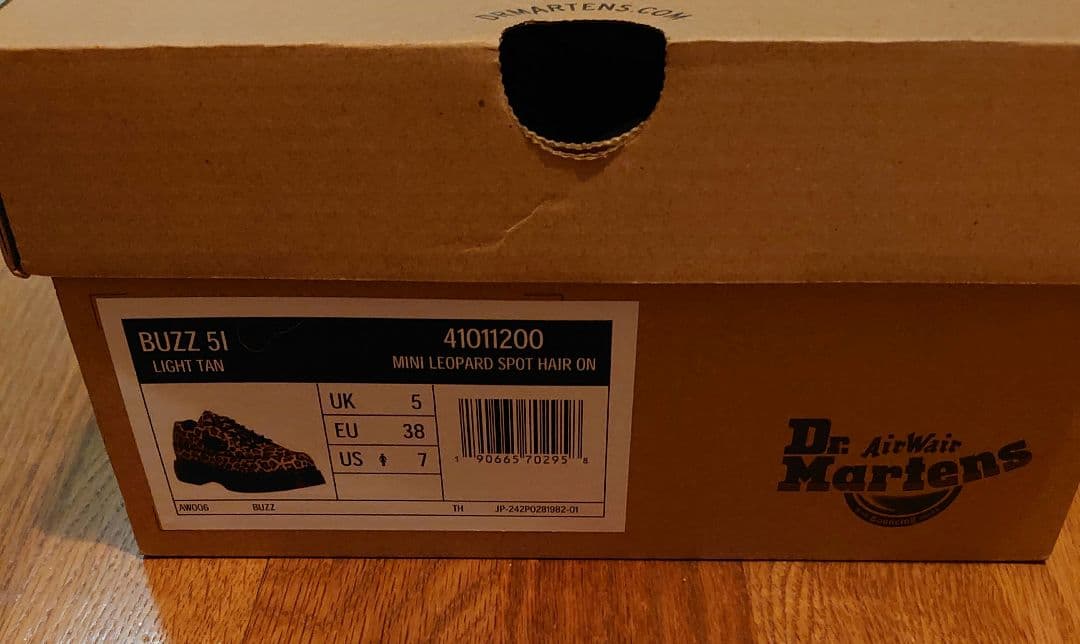 DRMARTENS.COM
BUZZ 5I 41011200
LIGHT TAN MINI LEOPARD SPOT HAIR ON
UK 5
EU 38
US 7
1 90665 70295 8
AW006 BUZZ TH JP-242P0281982-01
Dr. AirWair
Martens